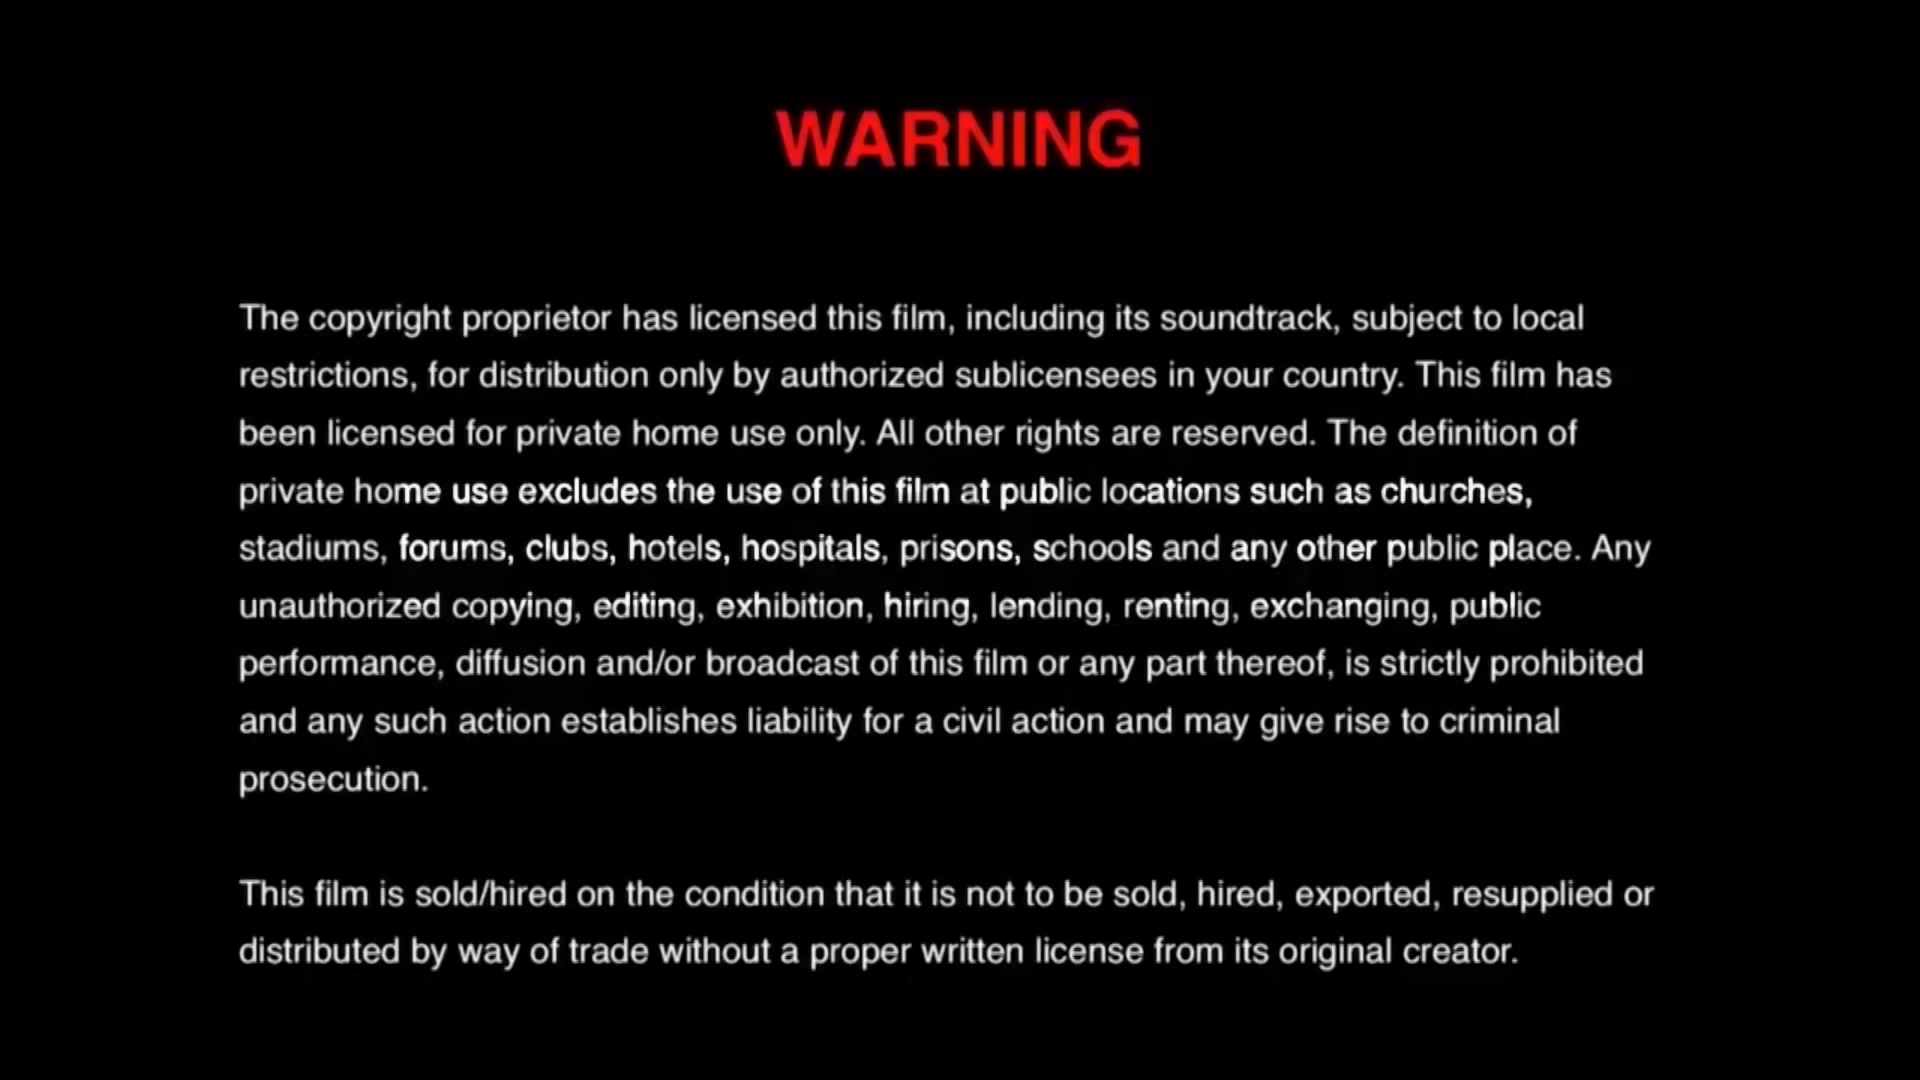 WARNING
The copyright proprietor has licensed this film, including its soundtrack, subject to local
restrictions, for distribution only by authorized sublicensees in your country. This film has
been licensed for private home use only. All other rights are reserved. The definition of
private home use excludes the use of this film at public locations such as churches,
stadiums, forums, clubs, hotels, hospitals, prisons, schools and any other public place. Any
unauthorized copying, editing, exhibition, hiring, lending, renting, exchanging, public
performance, diffusion and/or broadcast of this film or any part thereof, is strictly prohibited
and any such action establishes liability for a civil action and may give rise to criminal
prosecution.
This film is sold/hired on the condition that it is not to be sold, hired, exported, resupplied or
distributed by way of trade without a proper written license from its original creator.